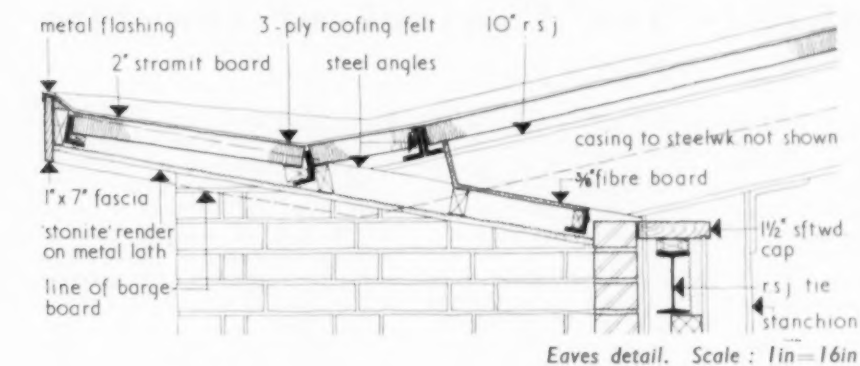 metal flashing
3-ply roofing felt
10" r s j
2" stramit board
steel angles
casing to steelwk not shown
⅜" fibre board
1" x 7" fascia
'stonite' render
on metal lath
line of barge
board
1½" sftwd.
cap
r s j tie
stanchion
Eaves detail. Scale : 1in=16in